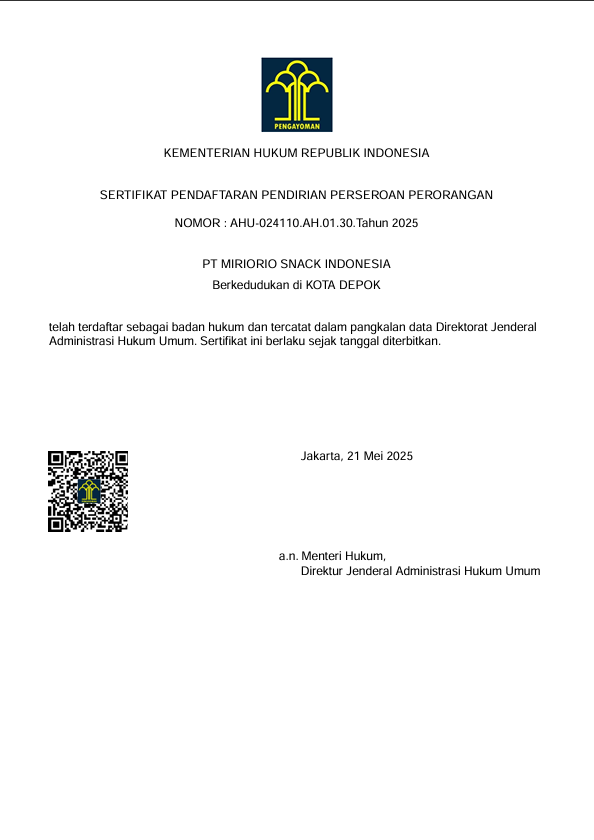 PENGAYOMAN
KEMENTERIAN HUKUM REPUBLIK INDONESIA
SERTIFIKAT PENDAFTARAN PENDIRIAN PERSEROAN PERORANGAN
NOMOR : AHU-024110.AH.01.30.Tahun 2025
PT MIRIORIO SNACK INDONESIA
Berkedudukan di KOTA DEPOK
telah terdaftar sebagai badan hukum dan tercatat dalam pangkalan data Direktorat Jenderal
Administrasi Hukum Umum. Sertifikat ini berlaku sejak tanggal diterbitkan.
Jakarta, 21 Mei 2025
a.n. Menteri Hukum,
Direktur Jenderal Administrasi Hukum Umum